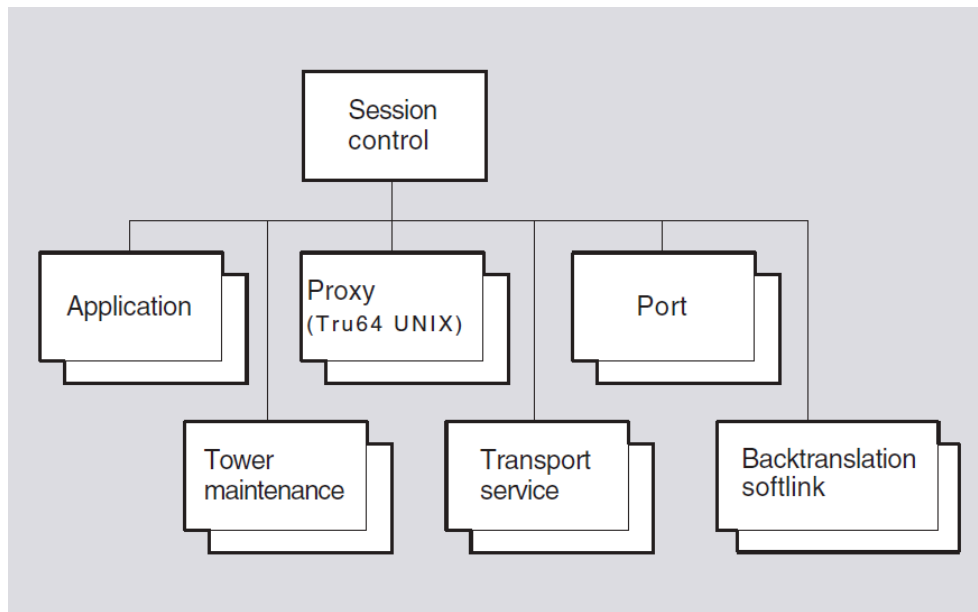 Session
control
Application
Proxy
(Tru64 UNIX)
Port
Tower
maintenance
Transport
service
Backtranslation
softlink